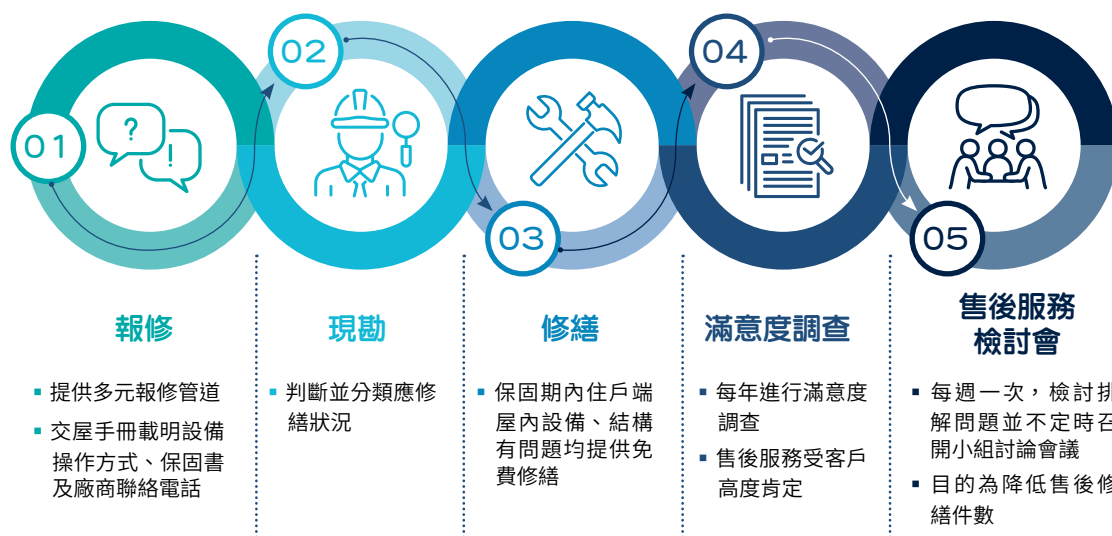 01
?
!
02
03
04
05
報修
▪ 提供多元報修管道
▪ 交屋手冊載明設備
操作方式、保固書
及廠商聯絡電話
現勘
▪ 判斷並分類應修
繕狀況
修繕
▪ 保固期內住戶端
屋內設備、結構
有問題均提供免
費修繕
滿意度調查
▪ 每年進行滿意度
調查
▪ 售後服務受客戶
高度肯定
售後服務
檢討會
▪ 每週一次，檢討排
解問題並不定時召
開小組討論會議
▪ 目的為降低售後修
繕件數